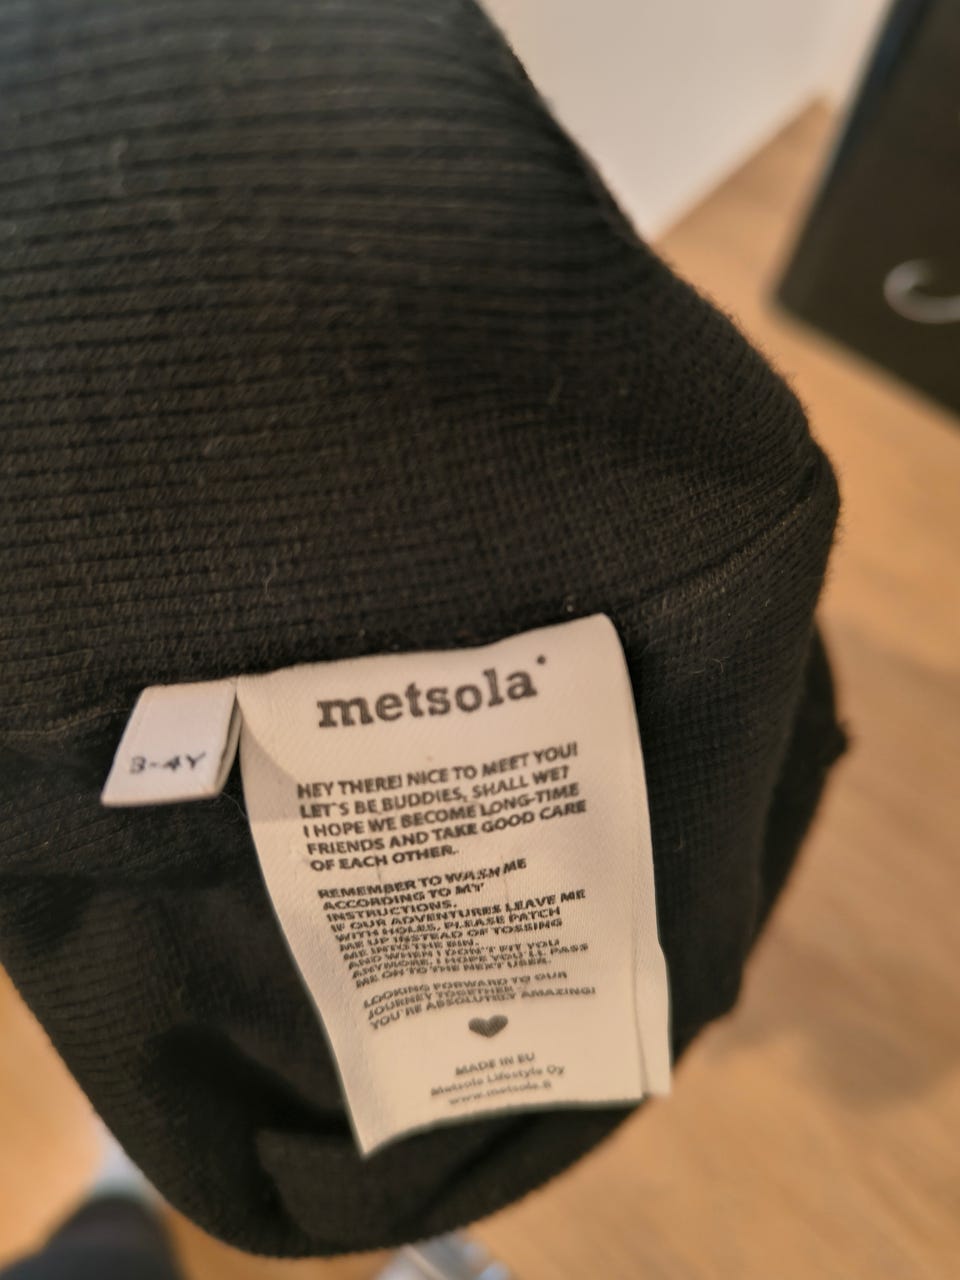 metsola
3-4Y
HEY THERE! NICE TO MEET YOU!
LET'S BE BUDDIES, SHALL WE?
I HOPE WE BECOME LONG-TIME
FRIENDS AND TAKE GOOD CARE
OF EACH OTHER..
REMEMBER TO WASH ME
ACCORDING TO MY
INSTRUCTIONS.
IF OUR ADVENTURES LEAVE ME
WITH HOLES, PLEASE PATCH
ME UP INSTEAD OF TOSSING
ME INTO THE BIN.
AND WHEN I DON'T FIT YOU
ANYMORE, I HOPE YOU'LL PASS
ME ON TO THE NEXT USER.
LOOKING FORWARD TO OUR
JOURNEY TOGETHER
YOU'RE ABSOLUTELY AMAZING!
MADE IN EU
Metsola Lifestyle Oy
www.metsola.fi